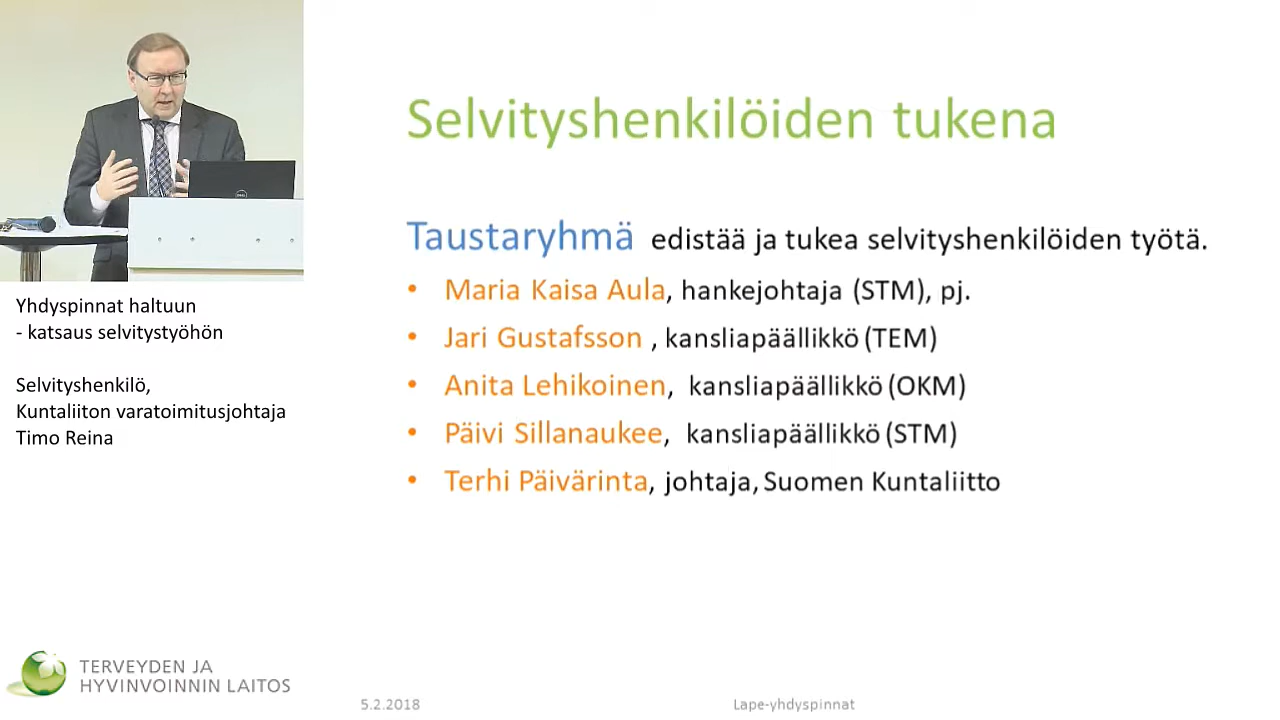 Selvityshenkilöiden tukena
Taustaryhmä edistää ja tukea selvityshenkilöiden työtä.
• Maria Kaisa Aula, hankejohtaja (STM), pj.
• Jari Gustafsson , kansliapäällikkö (TEM)
• Anita Lehikoinen, kansliapäällikkö (OKM)
• Päivi Sillanaukee, kansliapäällikkö (STM)
• Terhi Päivärinta, johtaja, Suomen Kuntaliitto
Yhdyspinnat haltuun
- katsaus selvitystyöhön
Selvityshenkilö,
Kuntaliiton varatoimitusjohtaja
Timo Reina
TERVEYDEN JA
HYVINVOINNIN LAITOS
5.2.2018
Lape-yhdyspinnat
DELL